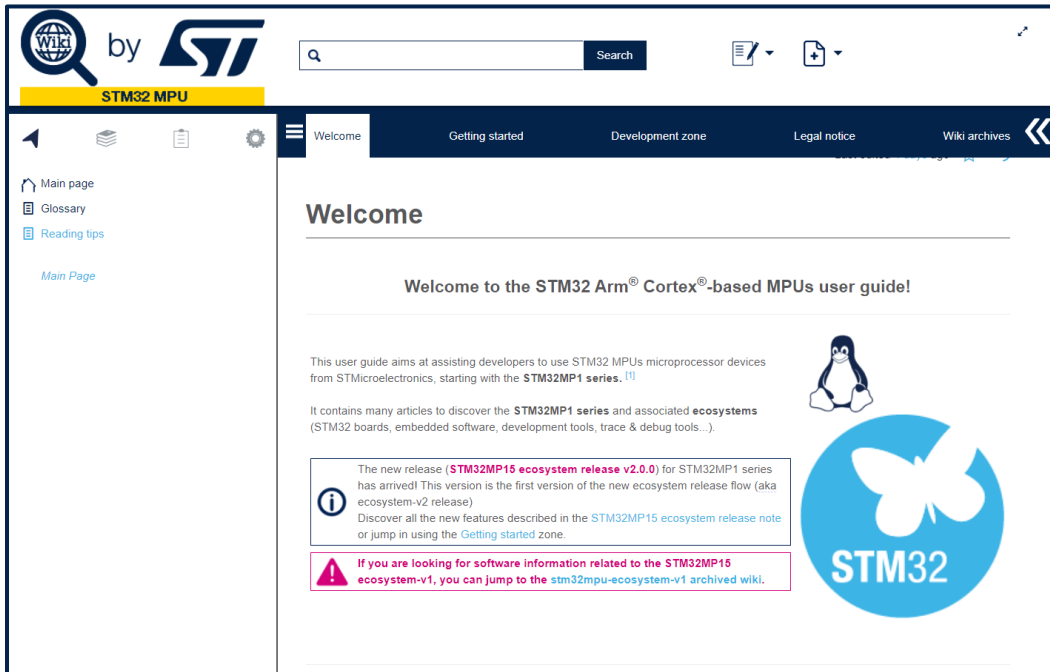 Wiki by ST
STM32 MPU
Search
Welcome
Getting started
Development zone
Legal notice
Wiki archives
Main page
Glossary
Reading tips
Main Page
Welcome
Welcome to the STM32 Arm® Cortex®-based MPUs user guide!
This user guide aims at assisting developers to use STM32 MPUs microprocessor devices
from STMicroelectronics, starting with the STM32MP1 series. [1]
It contains many articles to discover the STM32MP1 series and associated ecosystems
(STM32 boards, embedded software, development tools, trace & debug tools...).
The new release (STM32MP15 ecosystem release v2.0.0) for STM32MP1 series
has arrived! This version is the first version of the new ecosystem release flow (aka
ecosystem-v2 release)
Discover all the new features described in the STM32MP15 ecosystem release note
or jump in using the Getting started zone.
If you are looking for software information related to the STM32MP15
ecosystem-v1, you can jump to the stm32mpu-ecosystem-v1 archived wiki.
STM32